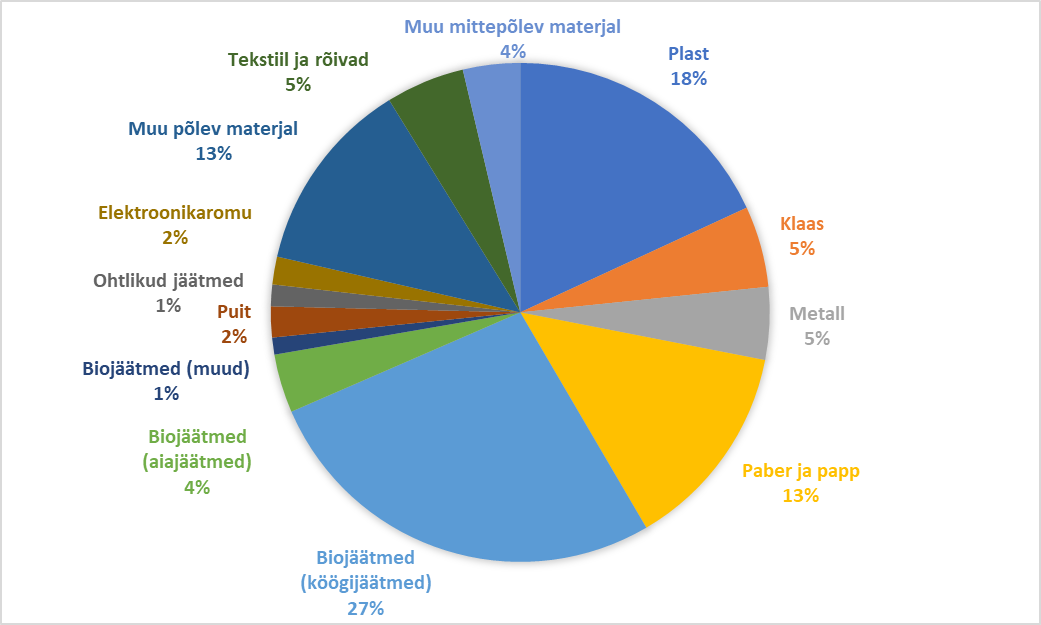 Muu mittepõlev materjal
4%
Plast
18%
Klaas
5%
Metall
5%
Paber ja papp
13%
Biojäätmed
(köögijäätmed)
27%
Biojäätmed
(aiajäätmed)
4%
Biojäätmed (muud)
1%
Puit
2%
Ohtlikud jäätmed
1%
Elektroonikaromu
2%
Muu põlev materjal
13%
Tekstiil ja rõivad
5%